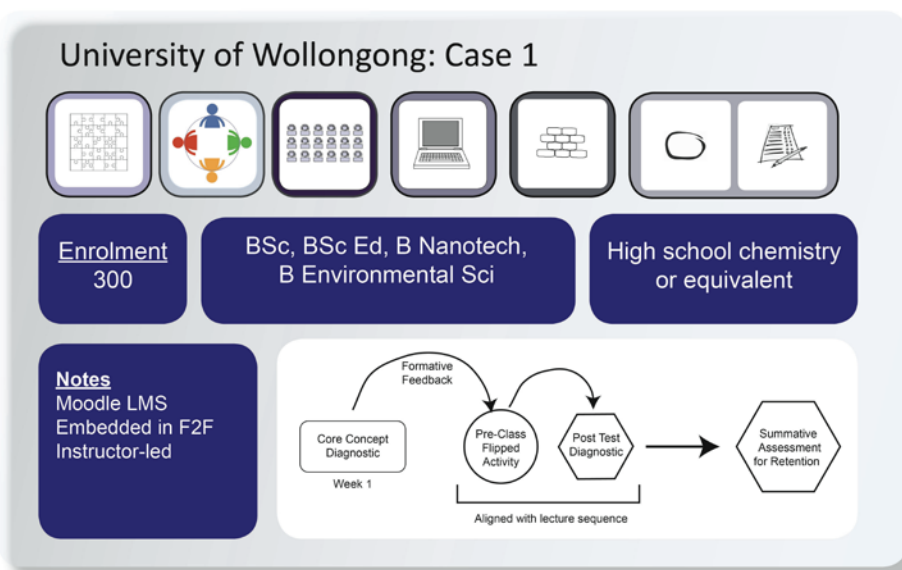 University of Wollongong: Case 1
Enrolment
300
BSc, BSc Ed, B Nanotech,
B Environmental Sci
High school chemistry
or equivalent
Notes
Moodle LMS
Embedded in F2F
Instructor-led
Formative
Feedback
Core Concept
Diagnostic
Week 1
Pre-Class
Flipped
Activity
Post Test
Diagnostic
Aligned with lecture sequence
Summative
Assessment
for Retention